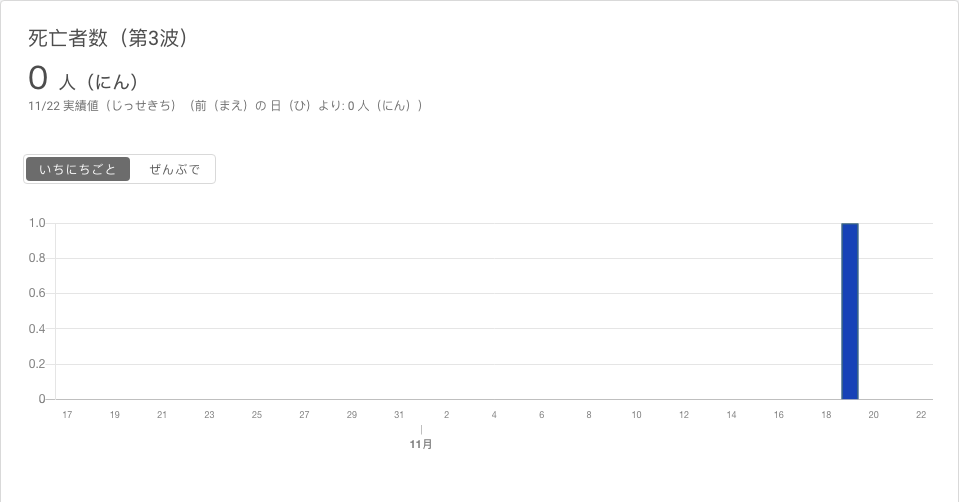 死亡者数（第3波）
0 人（にん）
11/22 実績値（じっせきち）（前（まえ）の 日（ひ）より: 0 人（にん））
いちにちごと ぜんぶで
1.0
0.8
0.6
0.4
0.2
0
17 19 21 23 25 27 29 31 2 4 6 8 10 12 14 16 18 20 22
11月